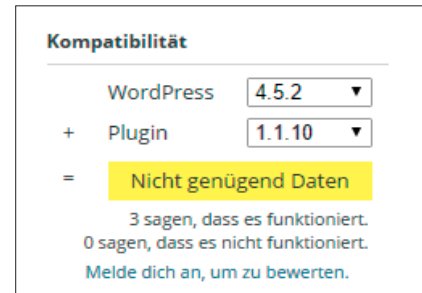 Kompatibilität
WordPress 4.5.2
+ Plugin 1.1.10
= Nicht genügend Daten
3 sagen, dass es funktioniert.
0 sagen, dass es nicht funktioniert.
Melde dich an, um zu bewerten.